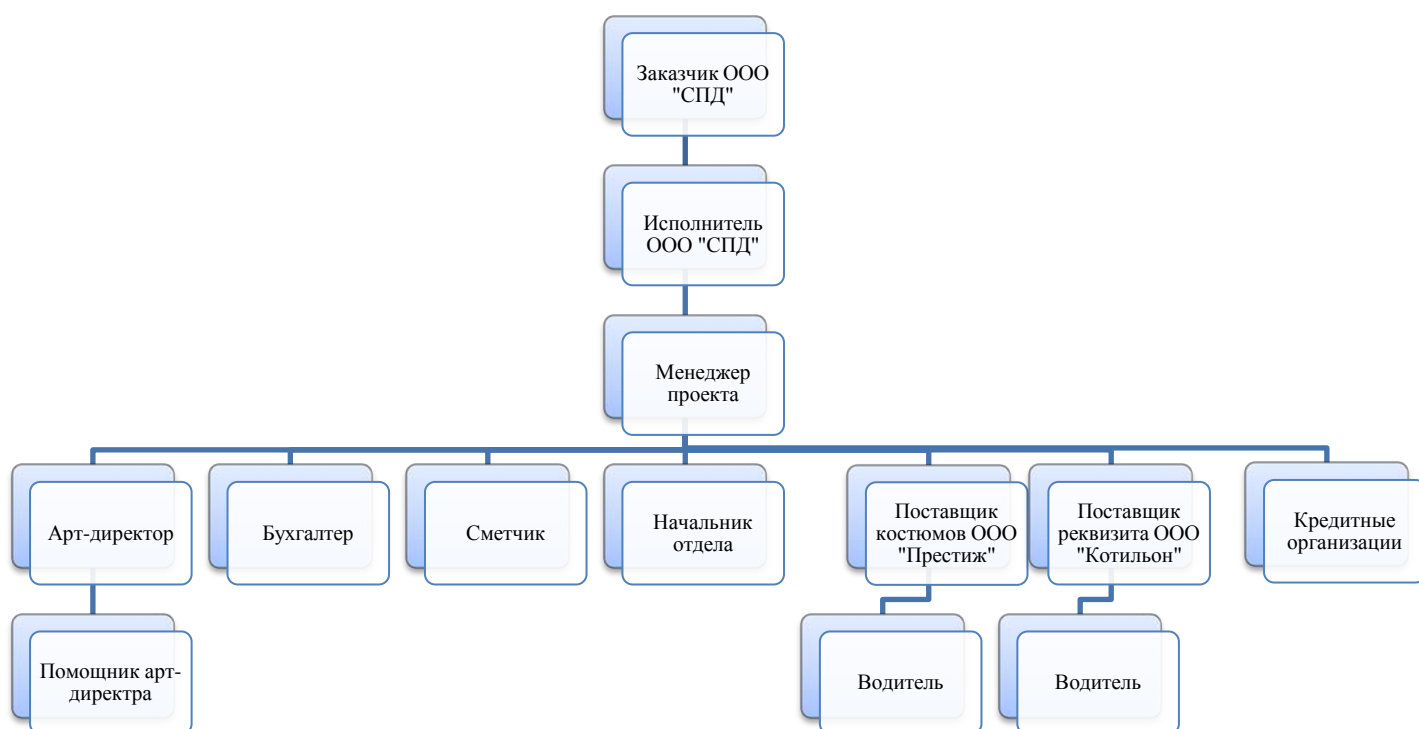 Заказчик ООО
"СПД"
Исполнитель
ООО "СПД"
Менеджер
проекта
Арт-директор
Бухгалтер
Сметчик
Начальник
отдела
Поставщик
костюмов ООО
"Престиж"
Поставщик
реквизита ООО
"Котильон"
Кредитные
организации
Помощник арт-
директра
Водитель
Водитель